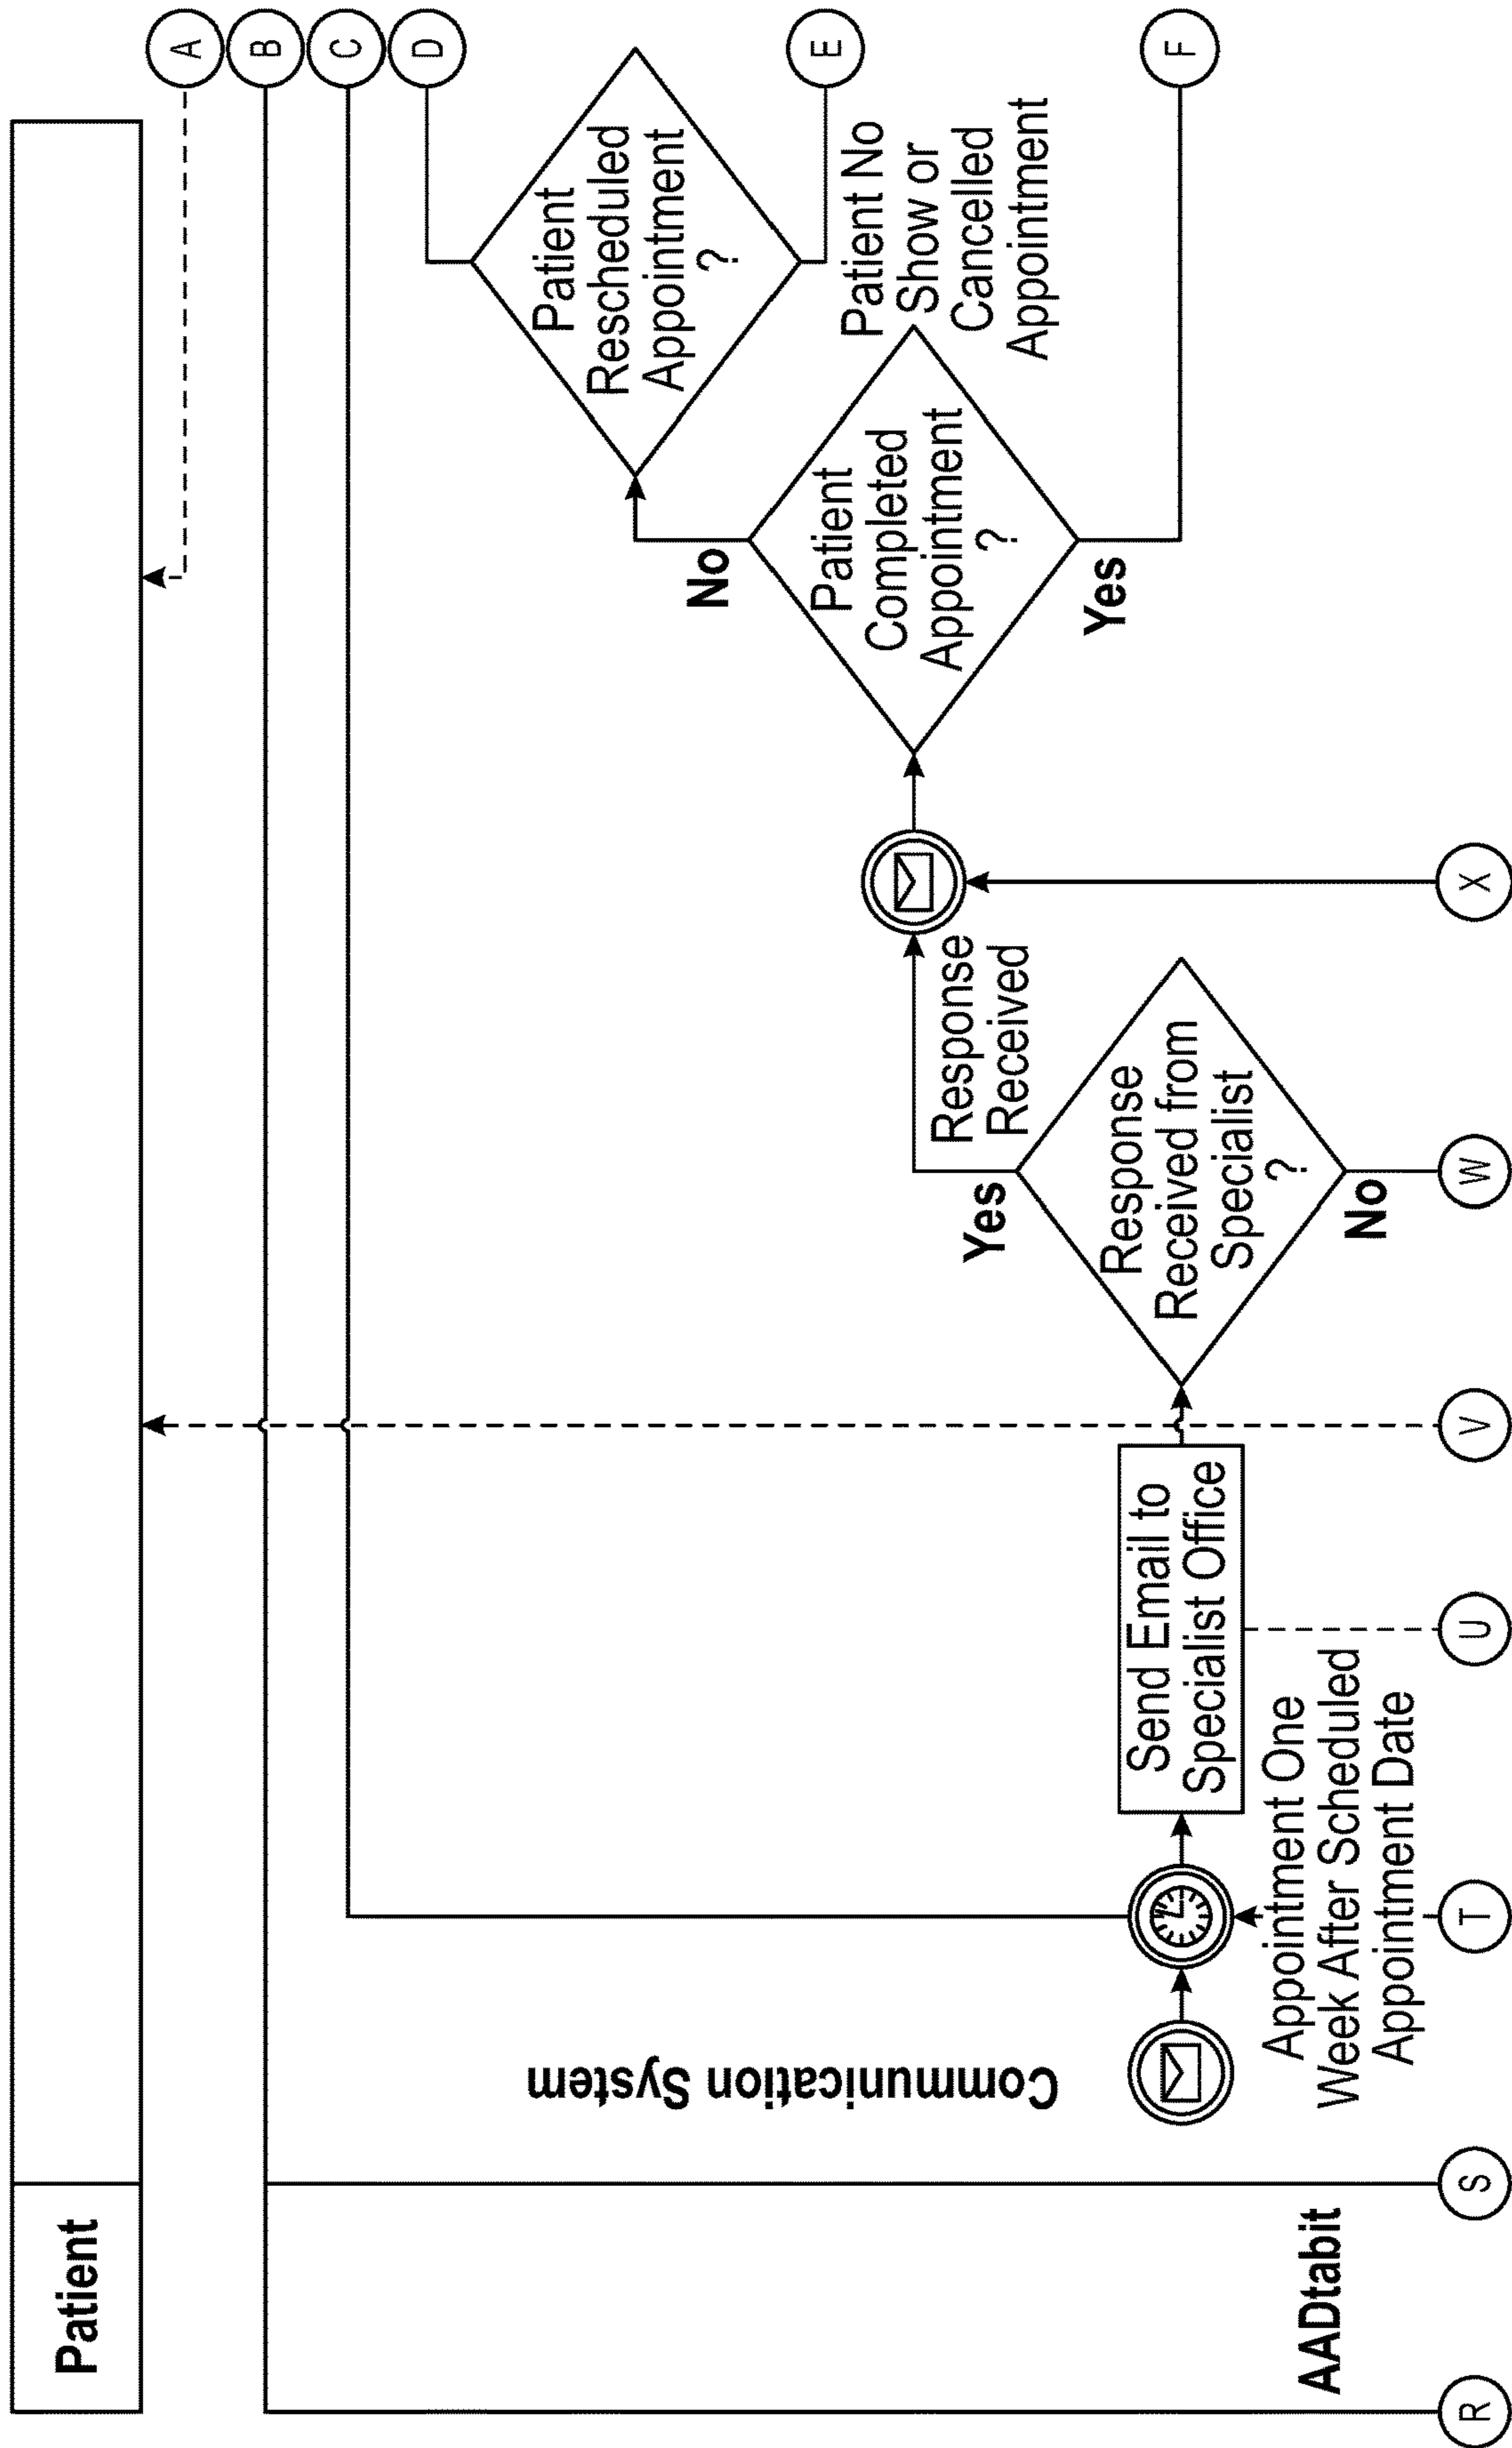 Patient
A
B
C
D
Patient
Rescheduled
Appointment
?
E
Patient No
Show or
Cancelled
Appointment
No
Patient
Completed
Appointment
?
Yes
F
Communication System
Response
Received
Yes
Response
Received from
Specialist
?
No
Send Email to
Specialist Office
Appointment One
Week After Scheduled
Appointment Date
AADtabit
R
S
T
U
V
W
X